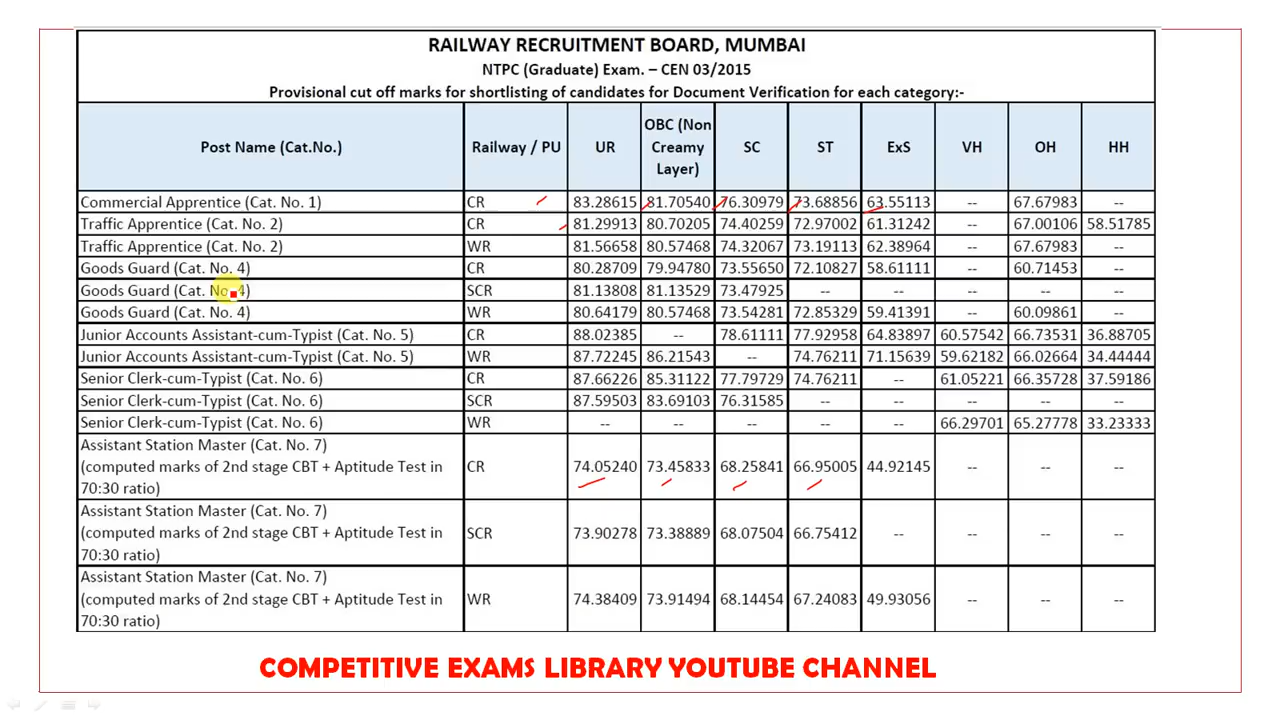 RAILWAY RECRUITMENT BOARD, MUMBAI
NTPC (Graduate) Exam. – CEN 03/2015
Provisional cut off marks for shortlisting of candidates for Document Verification for each category:-
Post Name (Cat.No.) Railway / PU UR OBC (Non Creamy Layer) SC ST ExS VH OH HH
Commercial Apprentice (Cat. No. 1) CR 83.28615 81.70540 76.30979 73.68856 63.55113 -- 67.67983 --
Traffic Apprentice (Cat. No. 2) CR 81.29913 80.70205 74.40259 72.97002 61.31242 -- 67.00106 58.51785
Traffic Apprentice (Cat. No. 2) WR 81.56658 80.57468 74.32067 73.19113 62.38964 -- 67.67983 --
Goods Guard (Cat. No. 4) CR 80.28709 79.94780 73.55650 72.10827 58.61111 -- 60.71453 --
Goods Guard (Cat. No. 4) SCR 81.13808 81.13529 73.47925 -- -- -- -- --
Goods Guard (Cat. No. 4) WR 80.64179 80.57468 73.54281 72.85329 59.41391 -- 60.09861 --
Junior Accounts Assistant-cum-Typist (Cat. No. 5) CR 88.02385 -- 78.61111 77.92958 64.83897 60.57542 66.73531 36.88705
Junior Accounts Assistant-cum-Typist (Cat. No. 5) WR 87.72245 86.21543 -- 74.76211 71.15639 59.62182 66.02664 34.44444
Senior Clerk-cum-Typist (Cat. No. 6) CR 87.66226 85.31122 77.79729 74.76211 -- 61.05221 66.35728 37.59186
Senior Clerk-cum-Typist (Cat. No. 6) SCR 87.59503 83.69103 76.31585 -- -- -- -- --
Senior Clerk-cum-Typist (Cat. No. 6) WR -- -- -- -- -- 66.29701 65.27778 33.23333
Assistant Station Master (Cat. No. 7)
(computed marks of 2nd stage CBT + Aptitude Test in CR 74.05240 73.45833 68.25841 66.95005 44.92145 -- -- --
70:30 ratio)
Assistant Station Master (Cat. No. 7)
(computed marks of 2nd stage CBT + Aptitude Test in SCR 73.90278 73.38889 68.07504 66.75412 -- -- -- --
70:30 ratio)
Assistant Station Master (Cat. No. 7)
(computed marks of 2nd stage CBT + Aptitude Test in WR 74.38409 73.91494 68.14454 67.24083 49.93056 -- -- --
70:30 ratio)
COMPETITIVE EXAMS LIBRARY YOUTUBE CHANNEL